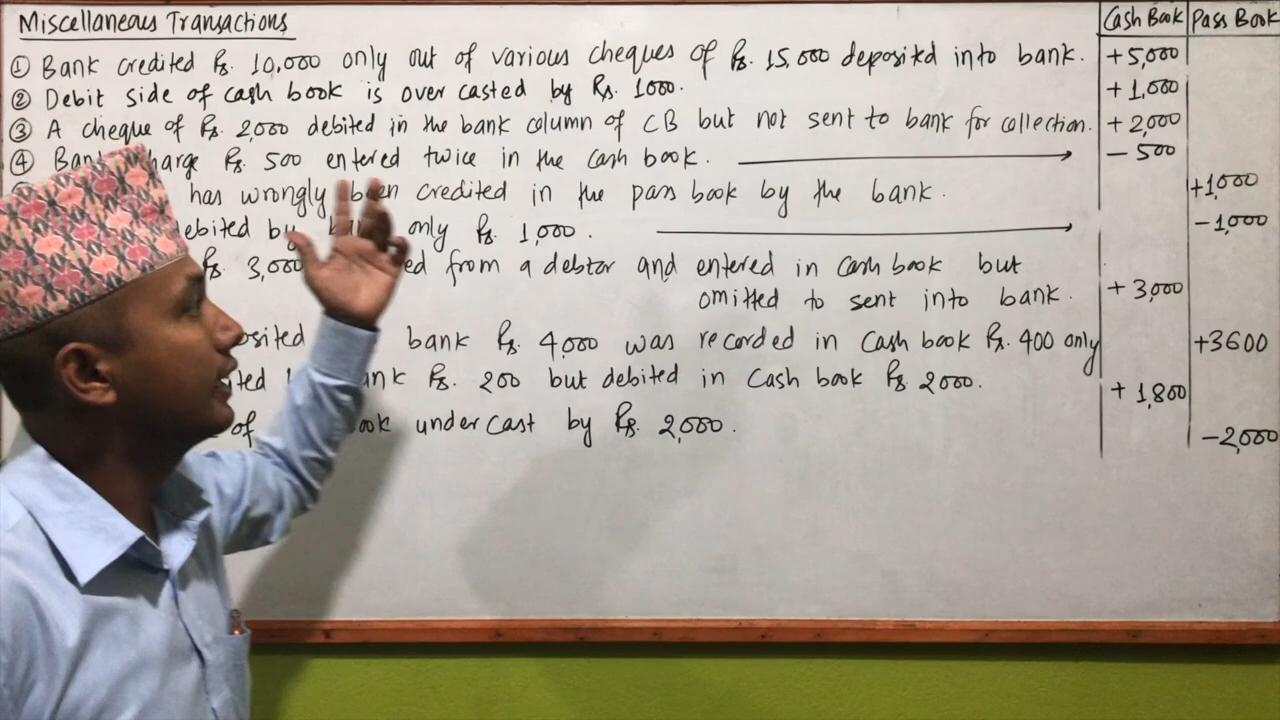 Miscellaneous Transactions
Cash Book Pass Book
① Bank credited Rs. 10,000 only out of various cheques of Rs. 15,000 deposited into bank. +5,000
② Debit side of cash book is over casted by Rs. 1000. +1,000
③ A cheque of Rs. 2000 debited in the bank column of CB but not sent to bank for collection. +2,000
④ Bank charge Rs. 500 entered twice in the cash book. -500
has wrongly been credited in the pass book by the bank. +1,000
ebited by only Rs. 1,000. -1,000
Rs. 3,000 ed from a debtor and entered in cash book but
omitted to sent into bank. +3,000
osited bank Rs. 4,000 was recorded in cash book Rs. 400 only +3600
ted ank Rs. 200 but debited in cash book Rs. 2000. +1,800
of ook undercast by Rs. 2,000. -2,000